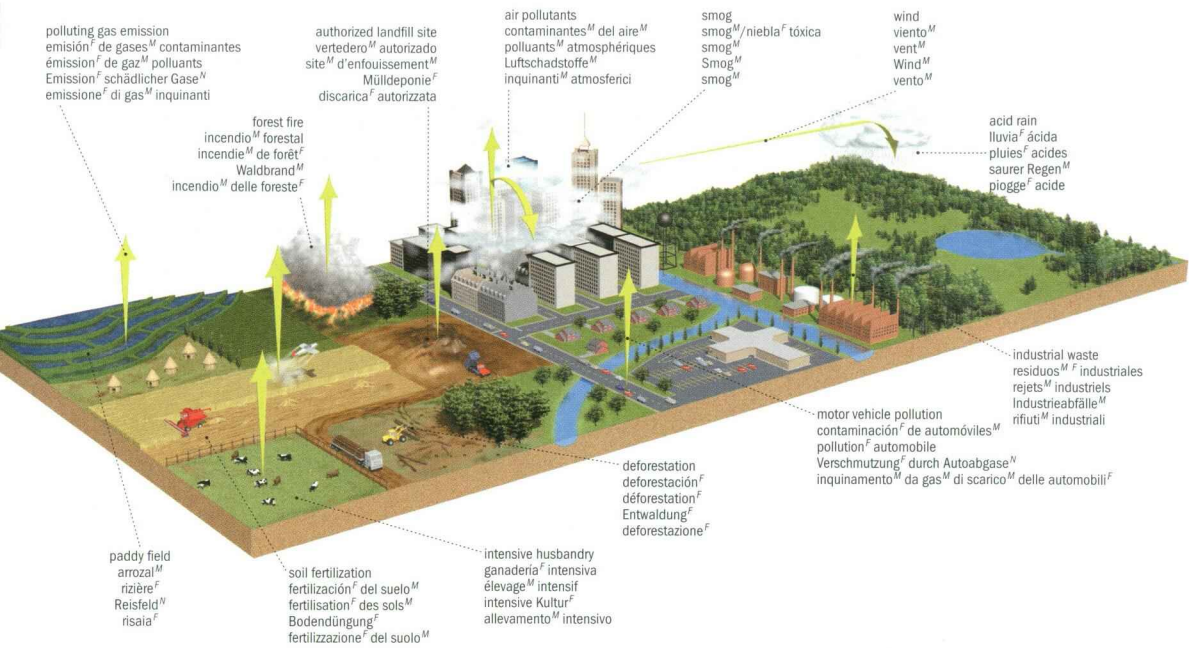 polluting gas emission
emisiónF de gasesM contaminantes
émissionF de gazM polluants
EmissionF schädlicher GaseN
emissioneF di gasM inquinanti
authorized landfill site
vertederoM autorizado
siteM d'enfouissementM
MülldeponieF
discaricaF autorizzata
air pollutants
contaminantesM del aireM
polluantsM atmosphériques
LuftschadstoffeM
inquinantiM atmosferici
smog
smogM/nieblaF tóxica
smogM
SmogM
smogM
wind
vientoM
ventM
WindM
ventoM
forest fire
incendioM forestal
incendieM de forêtF
WaldbrandM
incendioM delle foresteF
acid rain
lluviaF ácida
pluiesF acides
saurer RegenM
pioggeF acide
industrial waste
residuosM F industriales
rejetsM industriels
IndustrieabfälleM
rifiutiM industriali
motor vehicle pollution
contaminaciónF de automóvilesM
pollutionF automobile
VerschmutzungF durch AutoabgaseN
inquinamentoM da gasM di scaricoM delle automobiliF
deforestation
deforestaciónF
déforestationF
EntwaldungF
deforestazioneF
paddy field
arrozalM
rizièreF
ReisfeldN
risaiaF
soil fertilization
fertilizaciónF del sueloM
fertilisationF des solsM
BodendüngungF
fertilizzazioneF del suoloM
intensive husbandry
ganaderíaF intensiva
élevageM intensif
intensive KulturF
allevamentoM intensivo